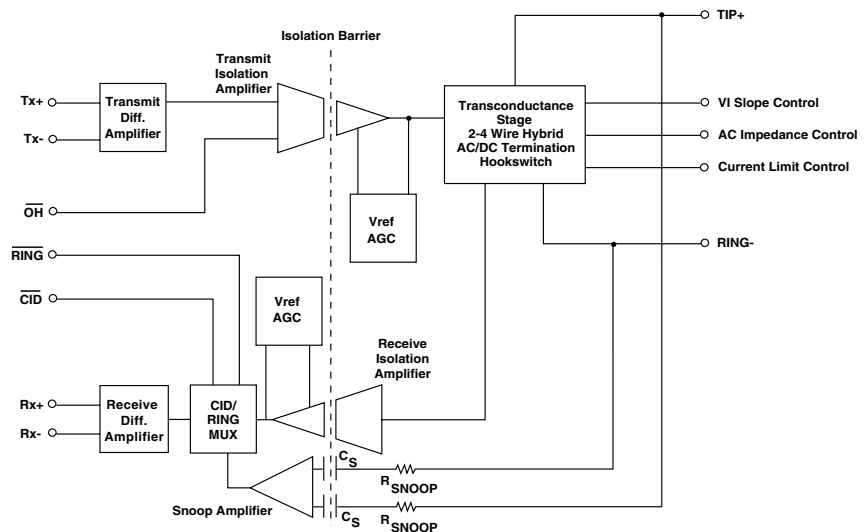 Isolation Barrier
TIP+
Transmit
Isolation
Amplifier
Tx+
Transmit
Diff.
Amplifier
Tx-
Transconductance
Stage
2-4 Wire Hybrid
AC/DC Termination
Hookswitch
VI Slope Control
AC Impedance Control
Current Limit Control
OH
Vref
AGC
RING-
RING
CID
Vref
AGC
Receive
Isolation
Amplifier
Rx+
Receive
Diff.
Amplifier
Rx-
CID/
RING
MUX
CS
RSNOOP
Snoop Amplifier
CS
RSNOOP